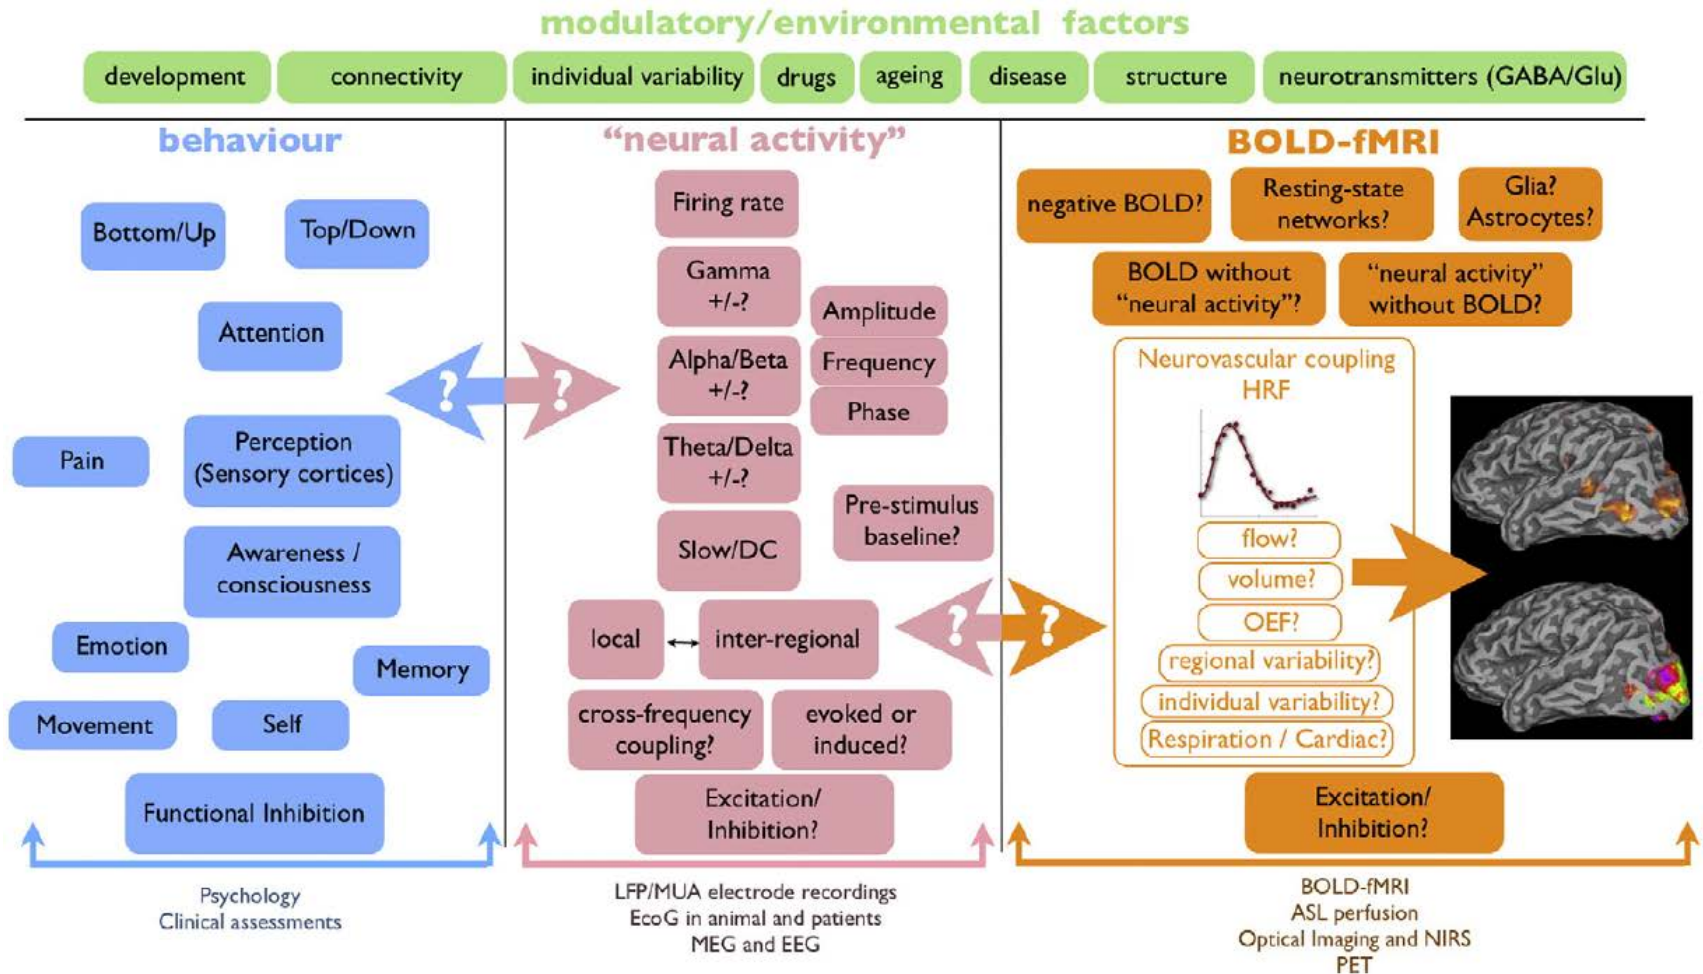 modulatory/environmental factors
development
connectivity
individual variability
drugs
ageing
disease
structure
neurotransmitters (GABA/Glu)
behaviour
Bottom/Up
Top/Down
Attention
?
Pain
Perception
(Sensory cortices)
Awareness /
consciousness
Emotion
Memory
Movement
Self
Functional Inhibition
Psychology
Clinical assessments
“neural activity”
Firing rate
Gamma
+/-?
Amplitude
Alpha/Beta
+/-?
Frequency
Phase
?
Theta/Delta
+/-?
Pre-stimulus
baseline?
Slow/DC
local
inter-regional
?
cross-frequency
coupling?
evoked or
induced?
Excitation/
Inhibition?
LFP/MUA electrode recordings
EcoG in animal and patients
MEG and EEG
BOLD-fMRI
negative BOLD?
Resting-state
networks?
Glia?
Astrocytes?
BOLD without
“neural activity”?
“neural activity”
without BOLD?
Neurovascular coupling
HRF
flow?
volume?
OEF?
?
regional variability?
individual variability?
Respiration / Cardiac?
Excitation/
Inhibition?
BOLD-fMRI
ASL perfusion
Optical Imaging and NIRS
PET